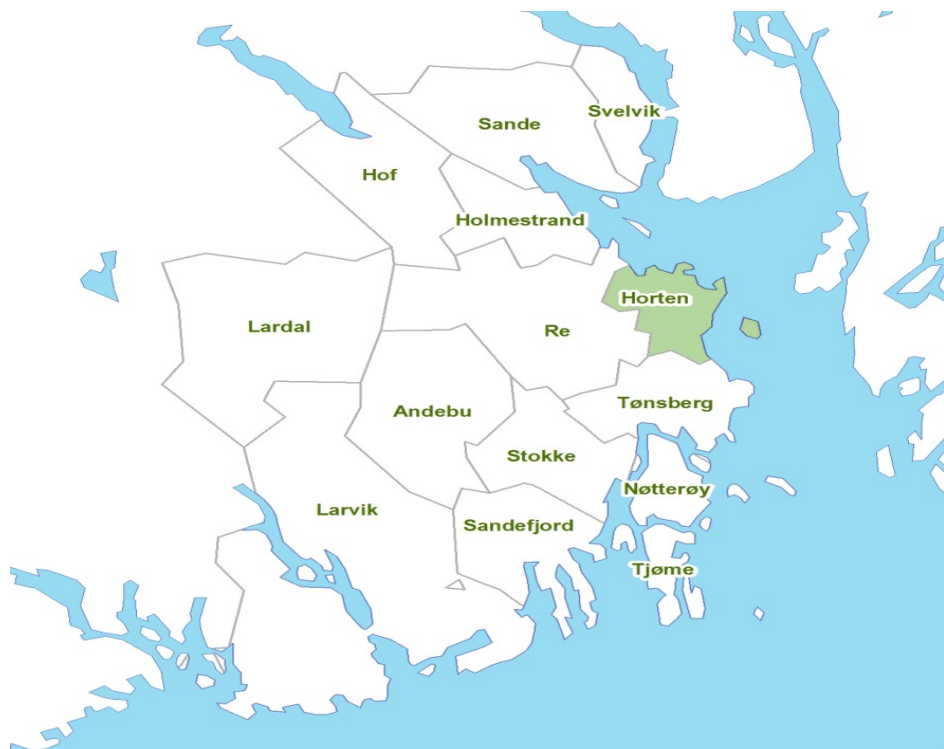 Svelvik
Sande
Hof
Holmestrand
Horten
Lardal
Re
Andebu
Tønsberg
Stokke
Nøtterøy
Larvik
Sandefjord
Tjøme